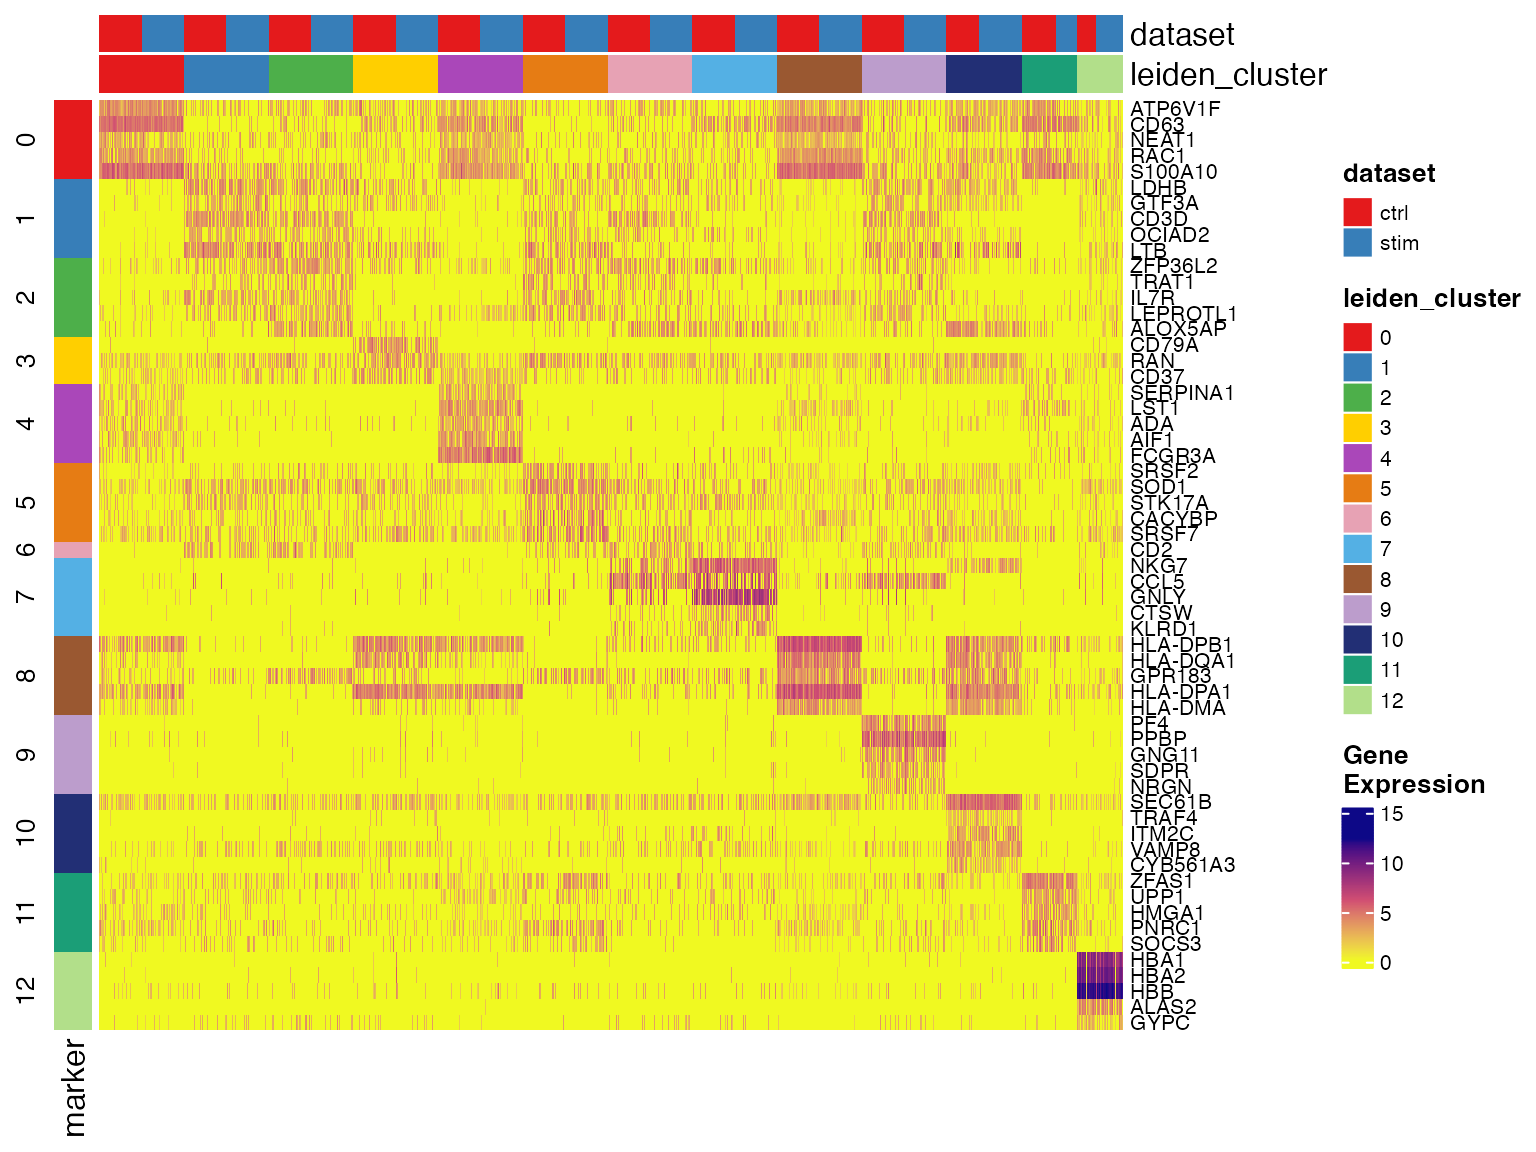 dataset
leiden_cluster
0
1
2
3
4
5
6
7
8
9
10
11
12
marker
ATP6V1F
CD63
NEAT1
RAC1
S100A10
LDHB
GTF3A
CD3D
OCIAD2
LTB
ZFP36L2
TRAT1
IL7R
LEPROTL1
ALOX5AP
CD79A
RAN
CD37
SERPINA1
LST1
ADA
AIF1
FCGR3A
SRSF2
SOD1
STK17A
CACYBP
SRSF7
CD2
NKG7
CCL5
GNLY
CTSW
KLRD1
HLA-DPB1
HLA-DQA1
GPR183
HLA-DPA1
HLA-DMA
PF4
PPBP
GNG11
SDPR
NRGN
SEC61B
TRAF4
ITM2C
VAMP8
CYB561A3
ZFAS1
UPP1
HMGA1
PNRC1
SOCS3
HBA1
HBA2
HBB
ALAS2
GYPC
dataset
ctrl
stim
leiden_cluster
0
1
2
3
4
5
6
7
8
9
10
11
12
Gene
Expression
15
10
5
0